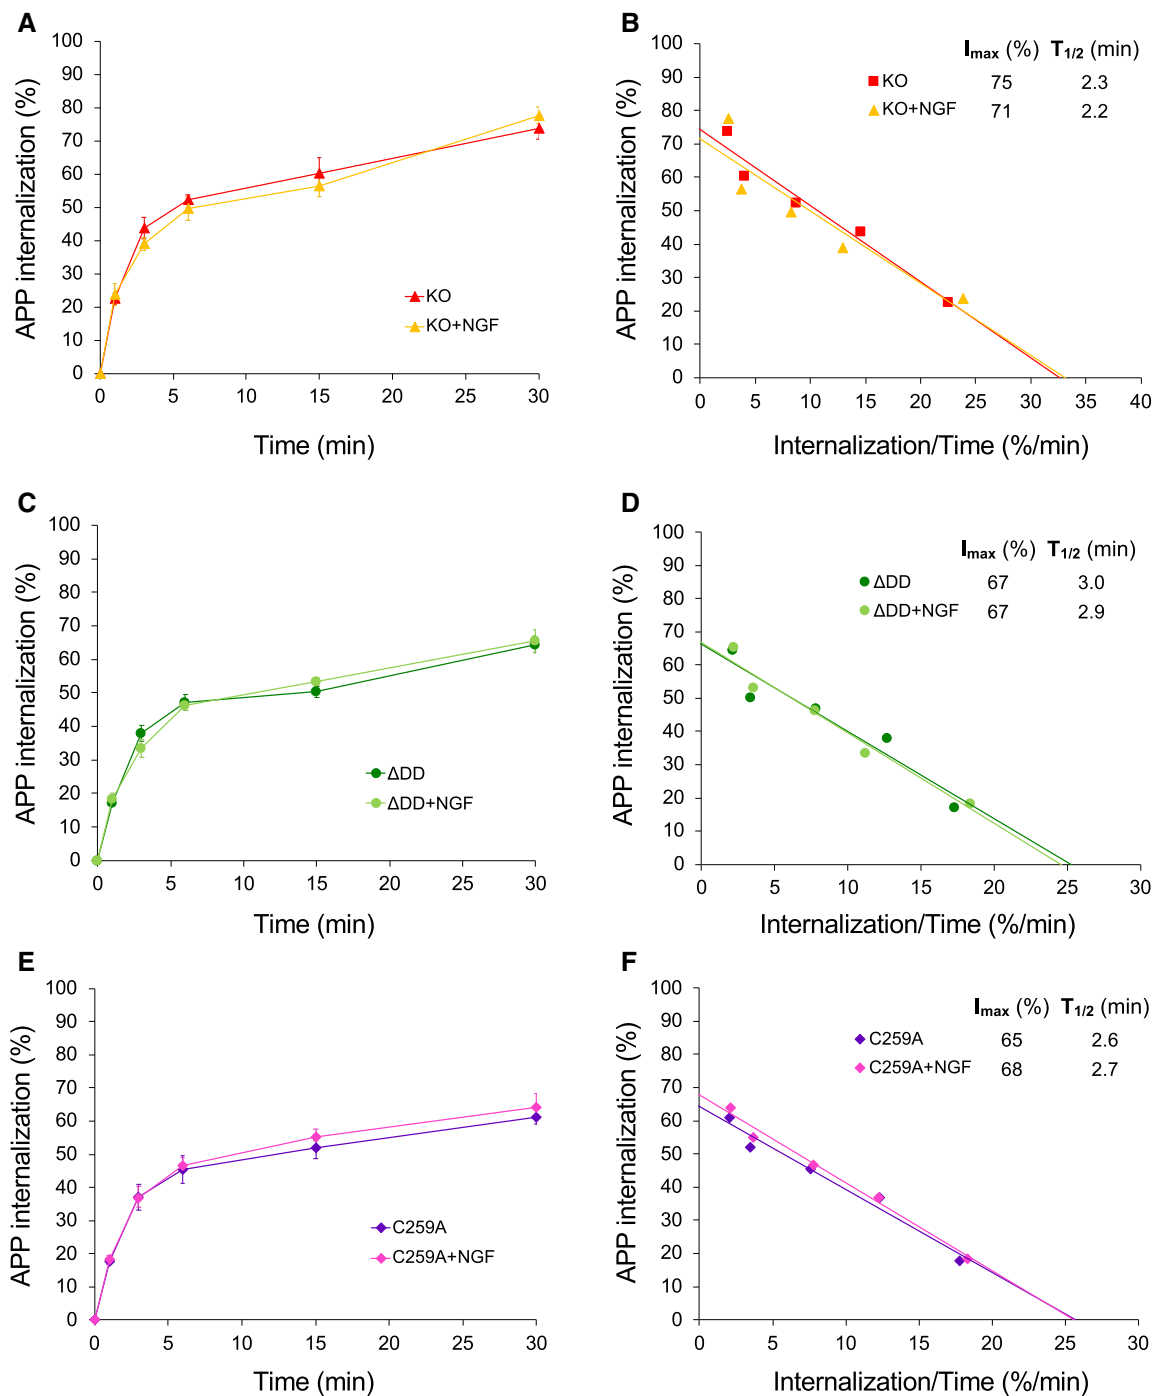 A
APP internalization (%)
100
90
80
70
60
50
40
30
20
10
0
0 5 10 15 20 25 30
Time (min)
KO
KO+NGF
B
APP internalization (%)
100
90
80
70
60
50
40
30
20
10
0
0 5 10 15 20 25 30 35 40
Internalization/Time (%/min)
Imax (%) T1/2 (min)
KO 75 2.3
KO+NGF 71 2.2
C
APP internalization (%)
100
90
80
70
60
50
40
30
20
10
0
0 5 10 15 20 25 30
Time (min)
ΔDD
ΔDD+NGF
D
APP internalization (%)
100
90
80
70
60
50
40
30
20
10
0
0 5 10 15 20 25 30
Internalization/Time (%/min)
Imax (%) T1/2 (min)
ΔDD 67 3.0
ΔDD+NGF 67 2.9
E
APP internalization (%)
100
90
80
70
60
50
40
30
20
10
0
0 5 10 15 20 25 30
Time (min)
C259A
C259A+NGF
F
APP internalization (%)
100
90
80
70
60
50
40
30
20
10
0
0 5 10 15 20 25 30
Internalization/Time (%/min)
Imax (%) T1/2 (min)
C259A 65 2.6
C259A+NGF 68 2.7